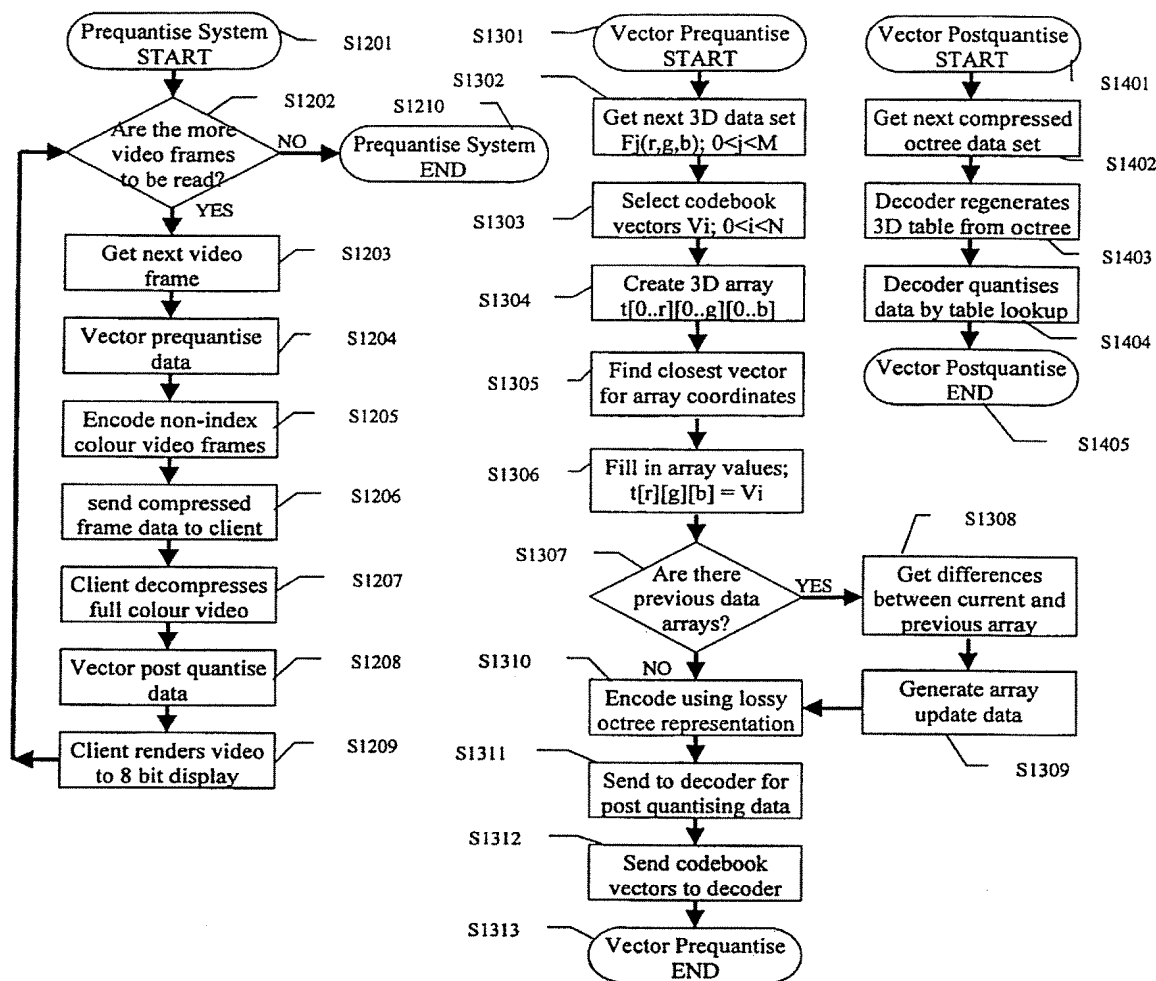 Prequantise System
START
S1201
S1202
Are the more
video frames
to be read?
NO
YES
S1210
Prequantise System
END
Get next video
frame
S1203
Vector prequantise
data
S1204
Encode non-index
colour video frames
S1205
send compressed
frame data to client
S1206
Client decompresses
full colour video
S1207
Vector post quantise
data
S1208
Client renders video
to 8 bit display
S1209
S1301
Vector Prequantise
START
S1302
Get next 3D data set
Fj(r,g,b); 0<j<M
S1303
Select codebook
vectors Vi; 0<i<N
S1304
Create 3D array
t[0..r][0..g][0..b]
S1305
Find closest vector
for array coordinates
S1306
Fill in array values;
t[r][g][b] = Vi
S1307
Are there
previous data
arrays?
YES
NO
S1308
Get differences
between current and
previous array
Generate array
update data
S1309
S1310
Encode using lossy
octree representation
S1311
Send to decoder for
post quantising data
S1312
Send codebook
vectors to decoder
S1313
Vector Prequantise
END
Vector Postquantise
START
S1401
Get next compressed
octree data set
S1402
Decoder regenerates
3D table from octree
S1403
Decoder quantises
data by table lookup
S1404
Vector Postquantise
END
S1405